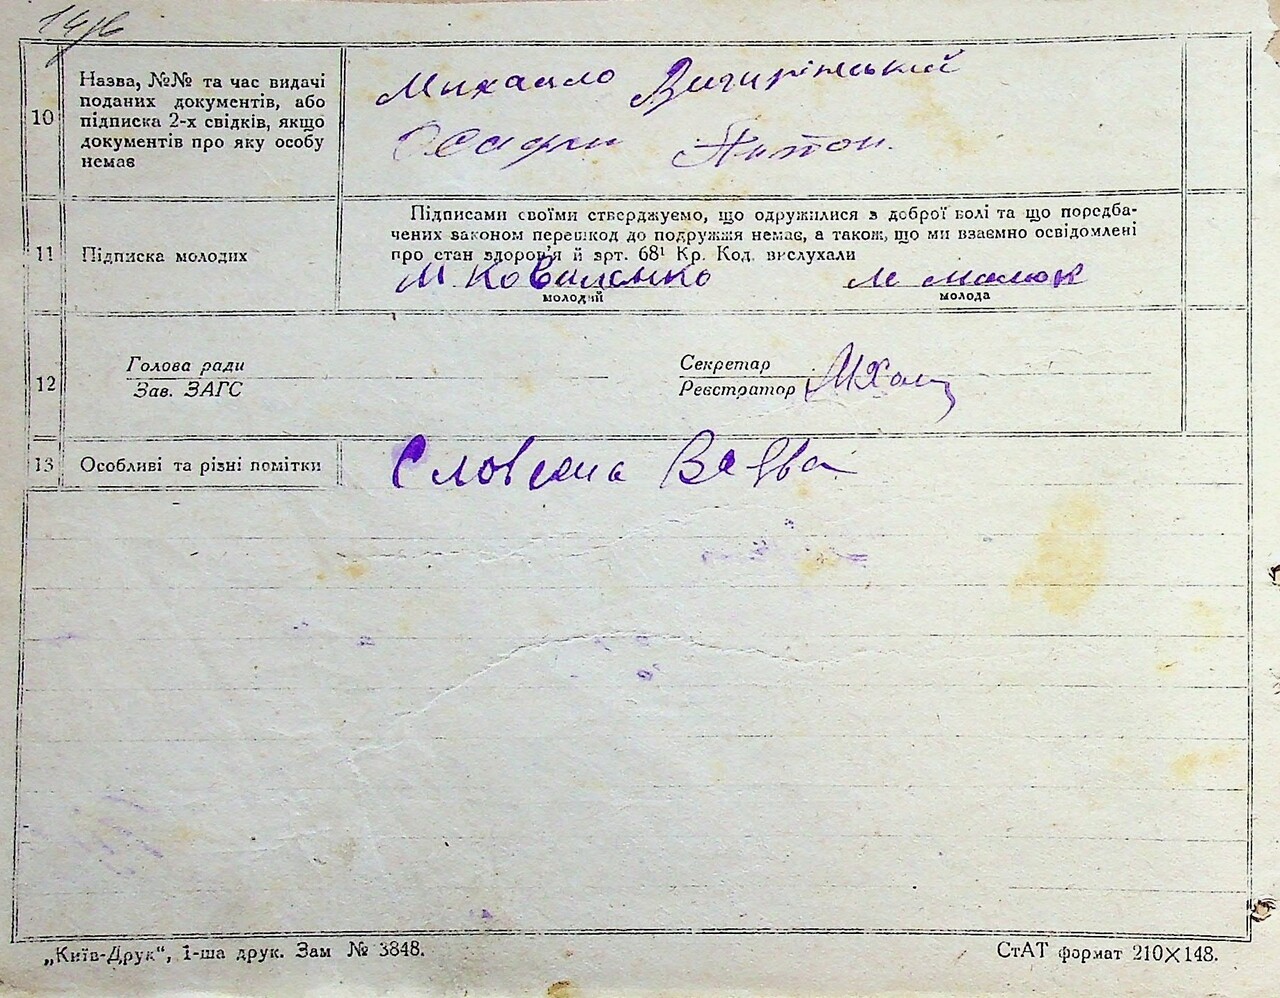 10
Назва, №№ та час видачі
поданих документів, або
підписка 2-х свідків, якщо
документів про яку особу
немає
Михайло
Антон.
11
Підписка молодих
Підписами своїми стверджуємо, що одружилися з доброї волі та що передба-
чених законом перешкод до подружжя немає, а також, що ми взаємно освідомлені
про стан здоров'я й арт. 68¹ Кр. Код. вислухали
М. Коваленко М Малюк
молодий молода
12
Голова ради Секретар
Зав. ЗАГС Реєстратор
13
Особливі та різні помітки
„Київ-Друк“, 1-ша друк. Зам № 3848. СтАТ формат 210×148.